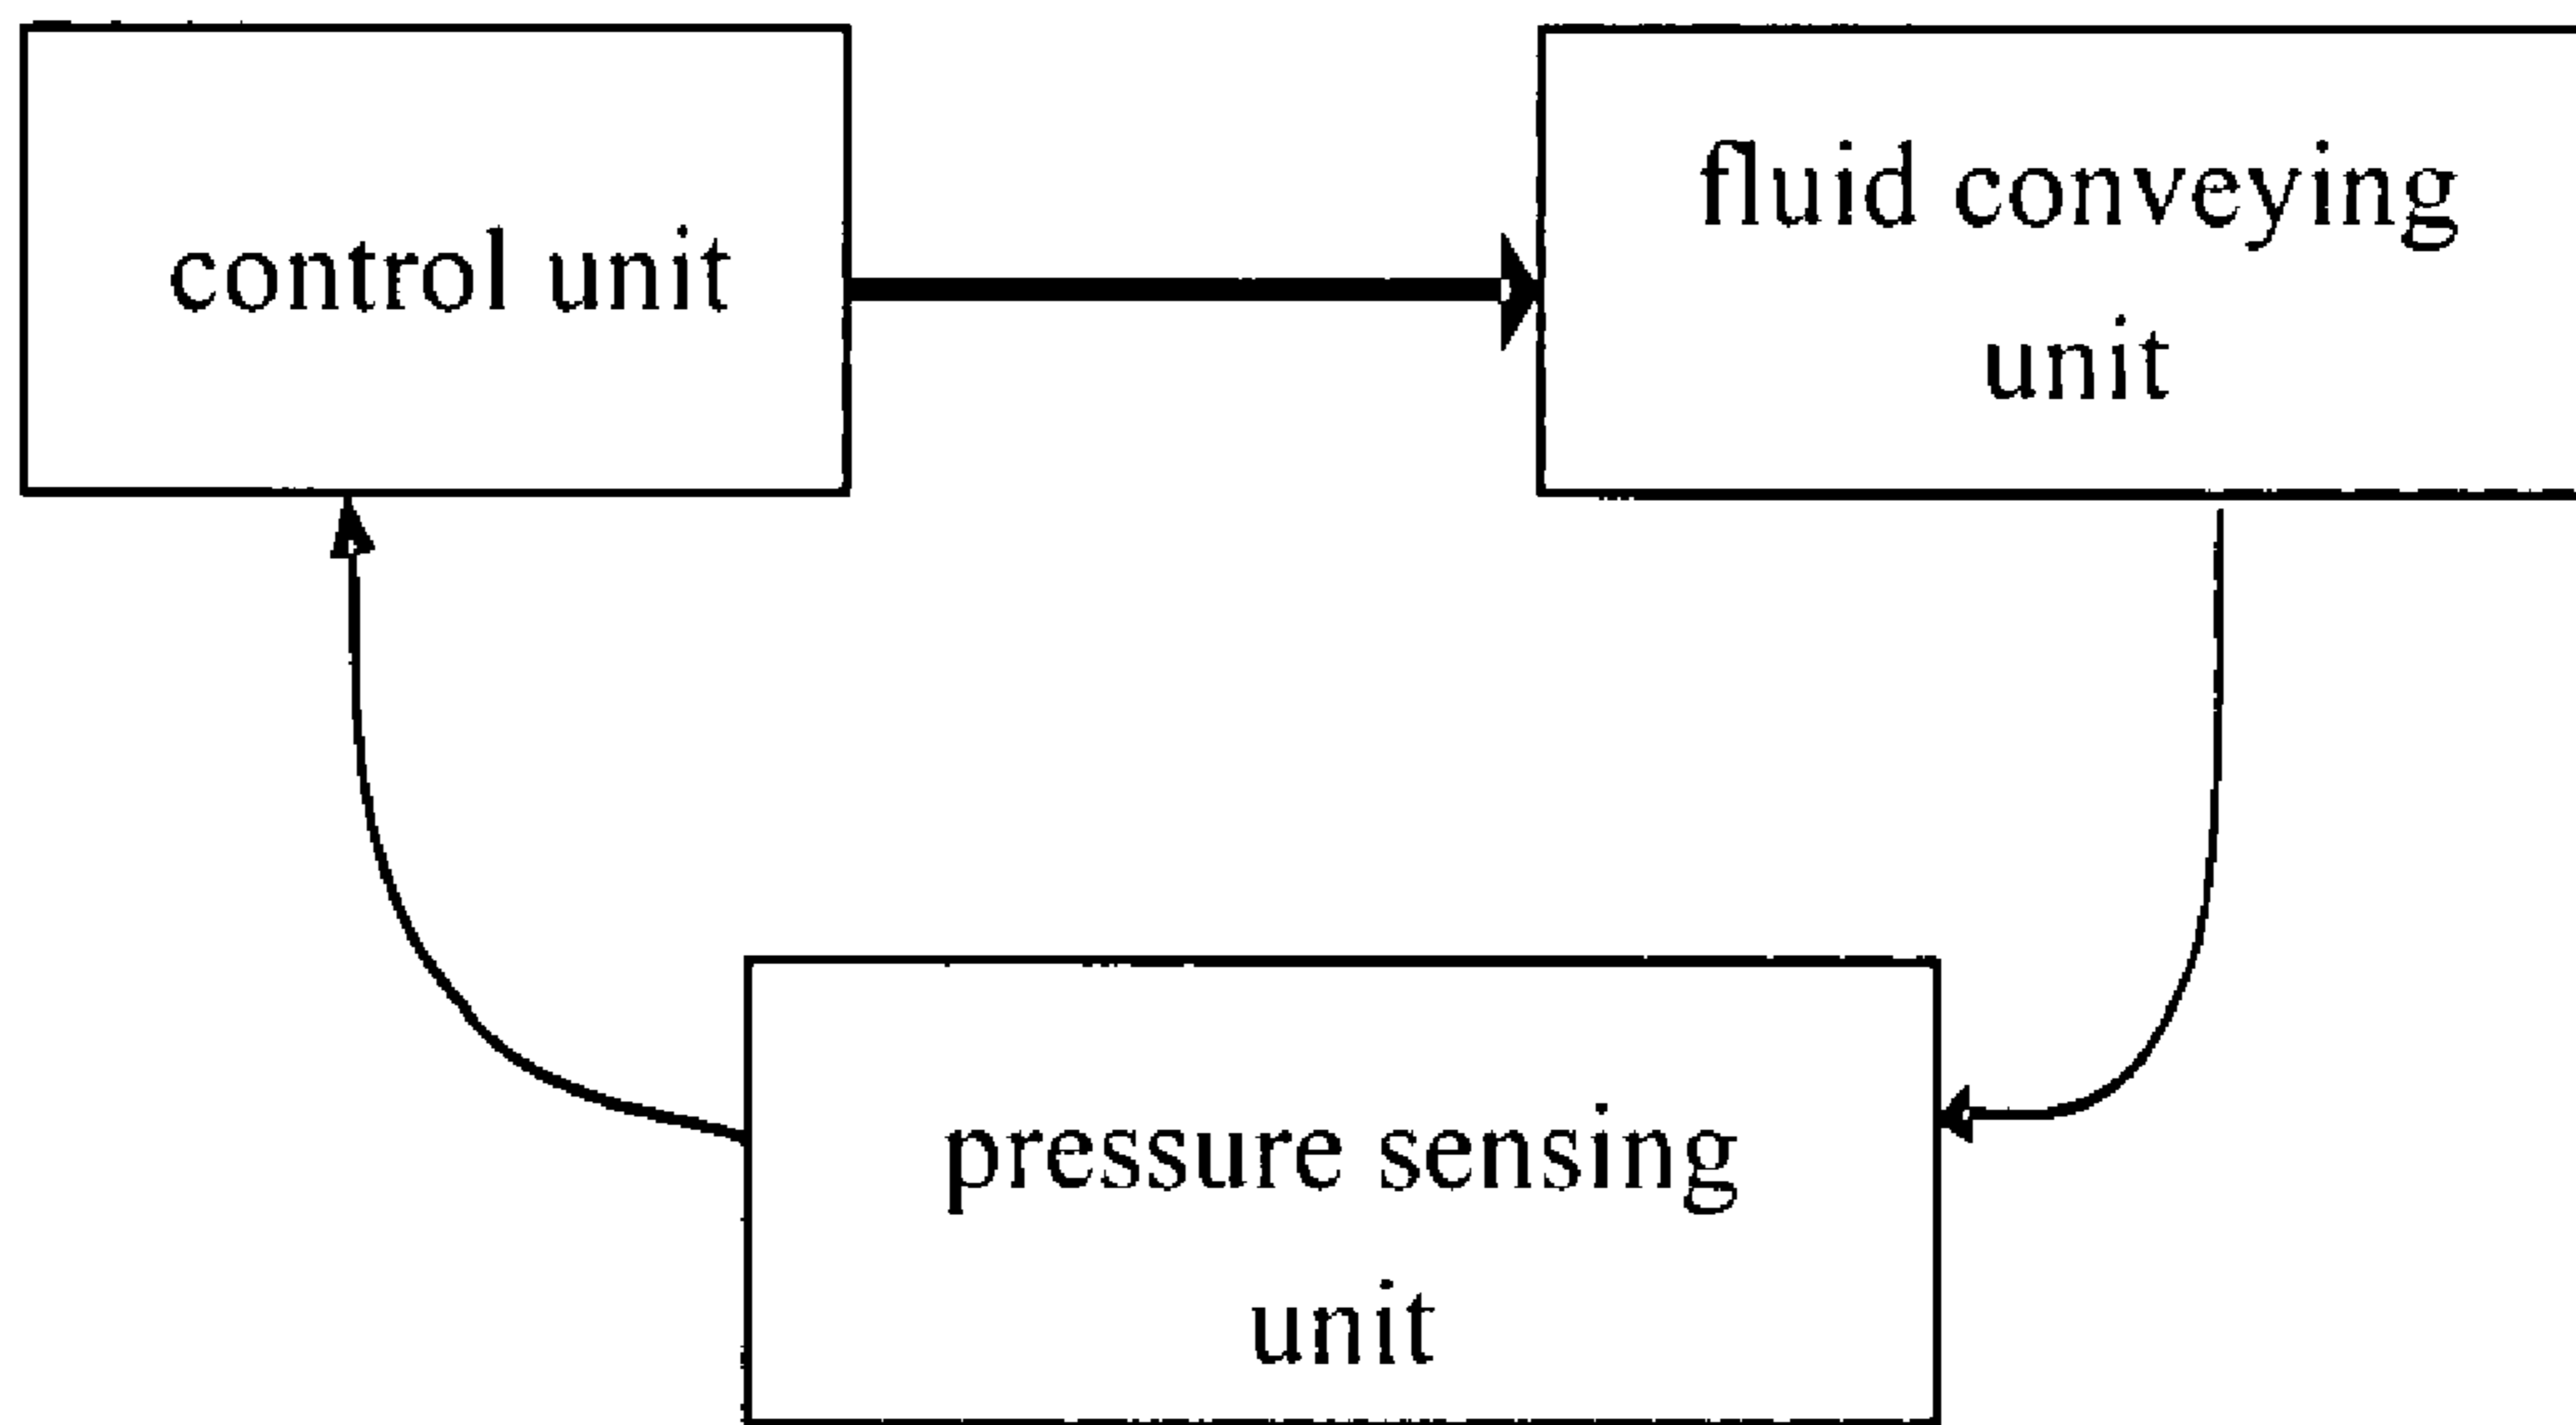 control unit
fluid conveying
unit
pressure sensing
unit